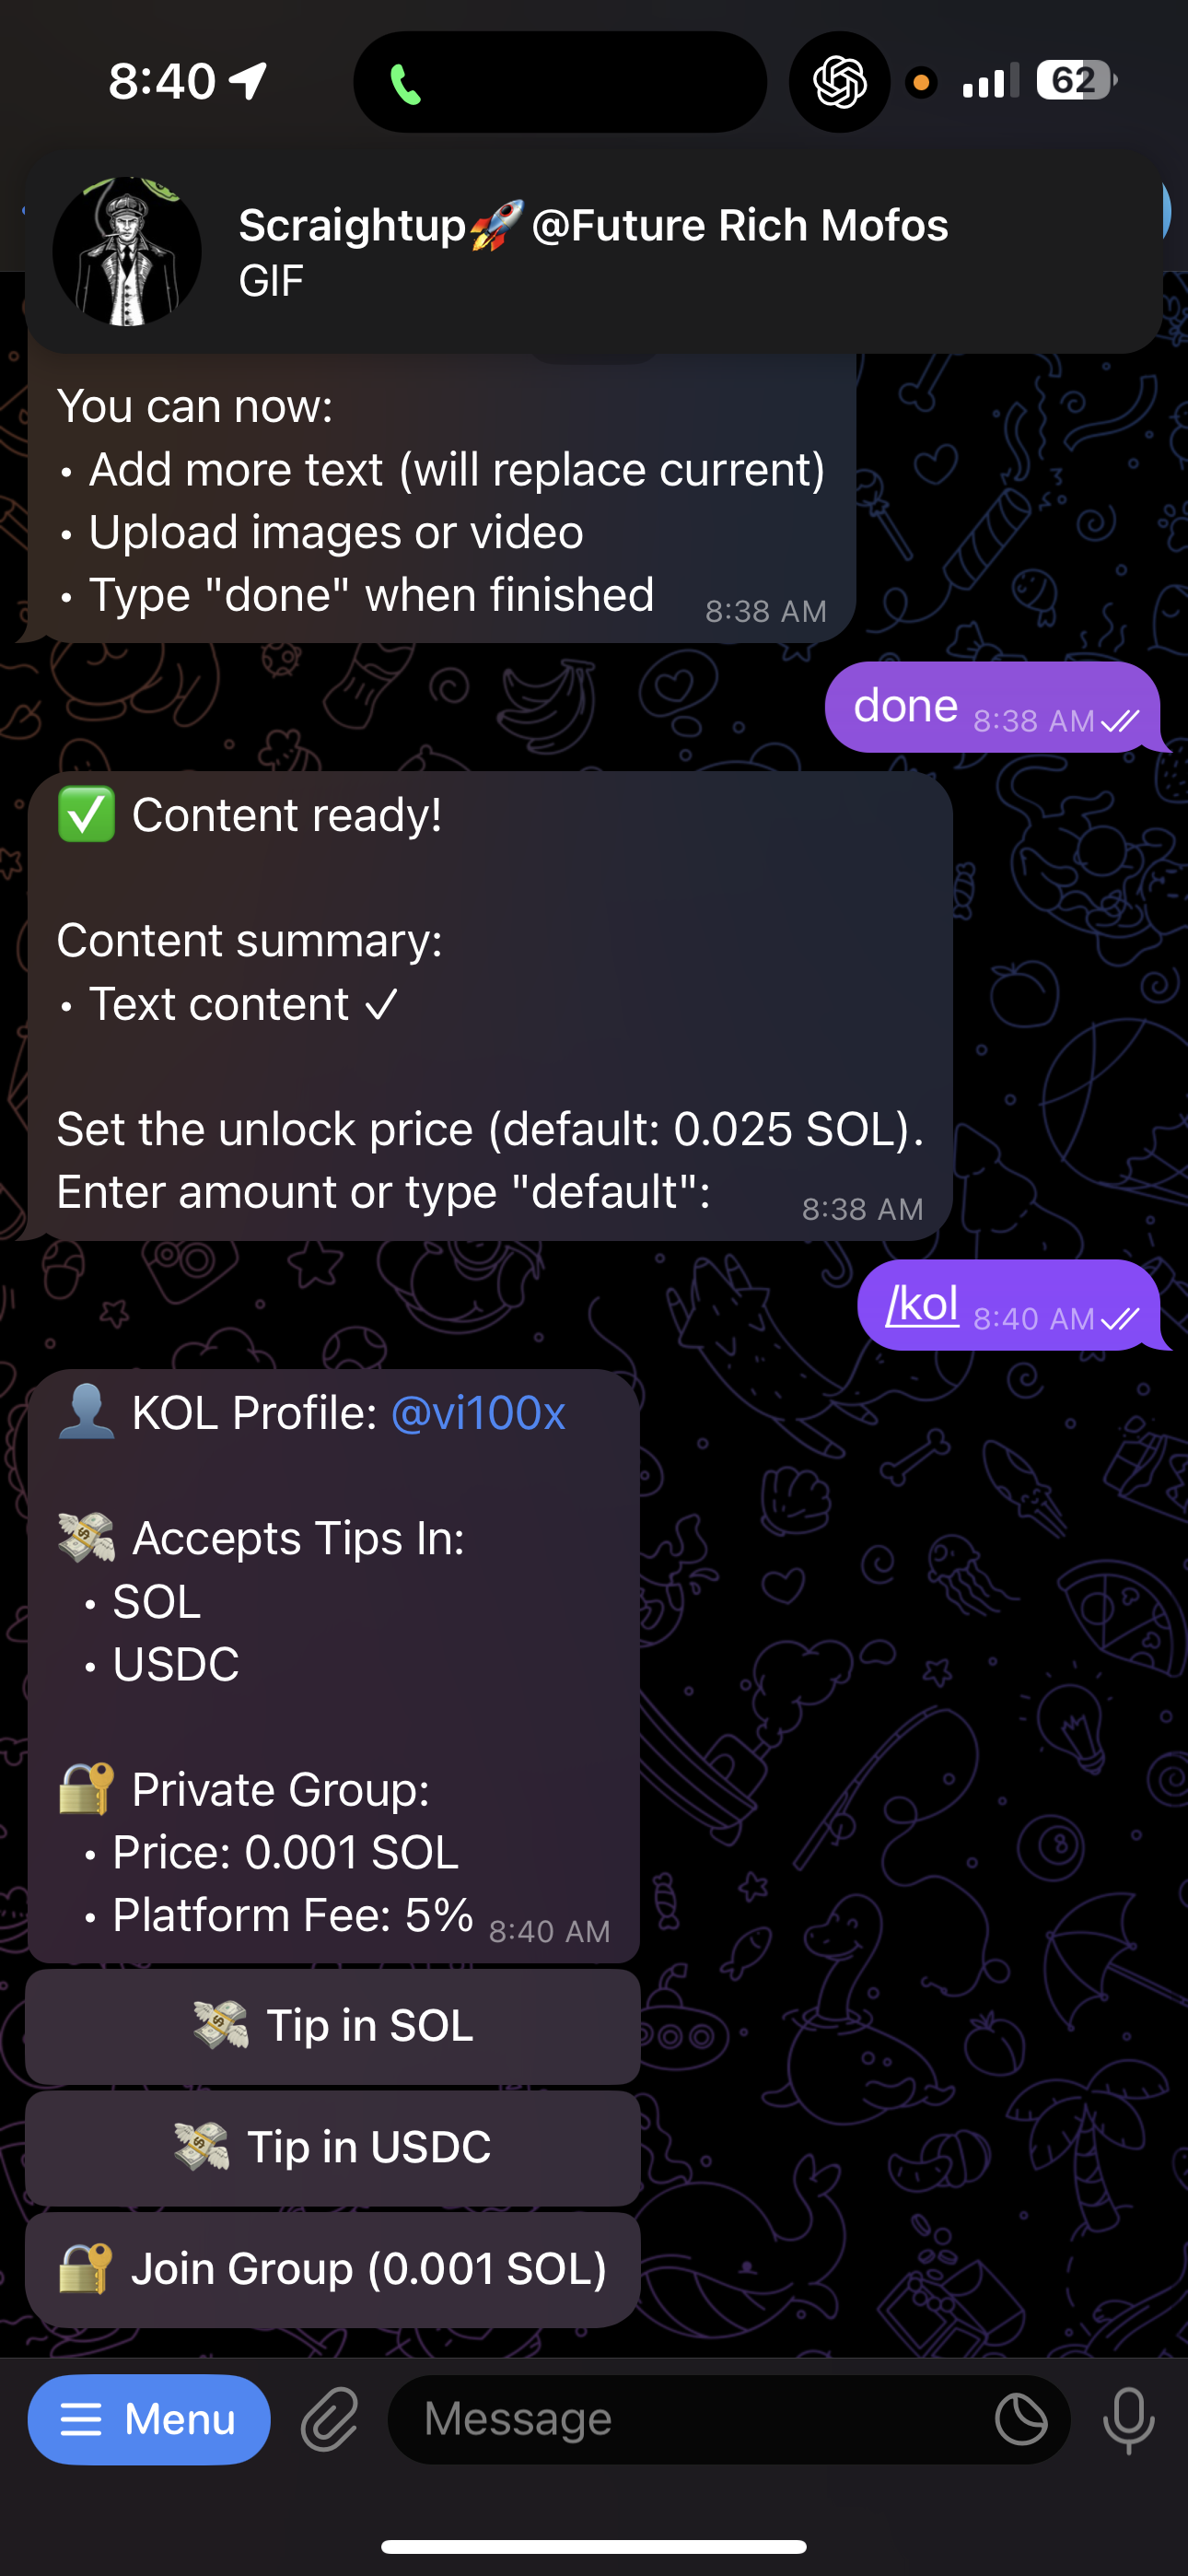 8:40
62
Scraightup🚀@Future Rich Mofos
GIF
You can now:
• Add more text (will replace current)
• Upload images or video
• Type "done" when finished 8:38 AM
done 8:38 AM
✅ Content ready!
Content summary:
• Text content ✓
Set the unlock price (default: 0.025 SOL).
Enter amount or type "default": 8:38 AM
/kol 8:40 AM
👤 KOL Profile: @vi100x
💸 Accepts Tips In:
• SOL
• USDC
🔐 Private Group:
• Price: 0.001 SOL
• Platform Fee: 5% 8:40 AM
💸 Tip in SOL
💸 Tip in USDC
🔐 Join Group (0.001 SOL)
Menu
Message